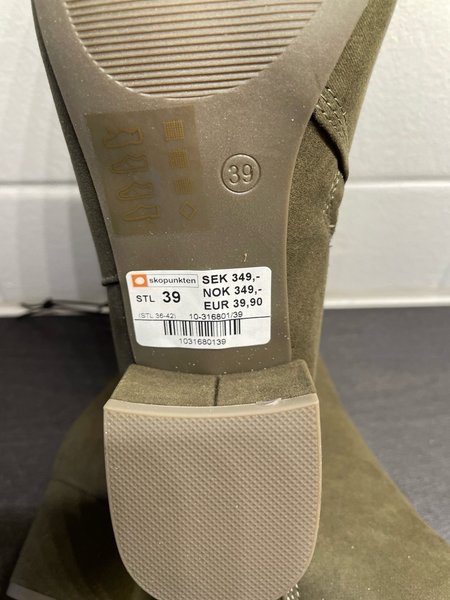 39
skopunkten SEK 349,-
STL 39 NOK 349,-
EUR 39,90
(STL 36-42) 10-316801/39
1031680139